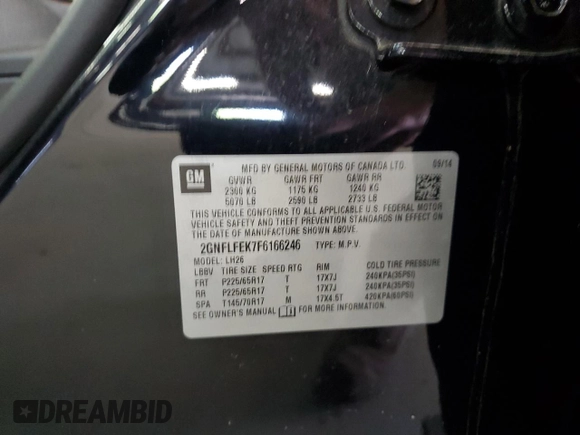 GM
MFD BY GENERAL MOTORS OF CANADA LTD. 09/14
GVWR GAWR FRT GAWR RR
2300 KG 1175 KG 1240 KG
5070 LB 2590 LB 2733 LB
THIS VEHICLE CONFORMS TO ALL APPLICABLE U.S. FEDERAL MOTOR
VEHICLE SAFETY AND THEFT PREVENTION STANDARDS IN EFFECT ON THE
DATE OF MANUFACTURE SHOWN ABOVE.
2GNFLFEK7F6166246 TYPE: M.P.V.
MODEL: LH26
LBBV TIRE SIZE SPEED RTG RIM COLD TIRE PRESSURE
FRT P225/65R17 T 17X7J 240KPA(35PSI)
RR P225/65R17 T 17X7J 240KPA(35PSI)
SPA T145/70R17 M 17X4.5T 420KPA(60PSI)
SEE OWNER'S MANUAL FOR MORE INFORMATION.
DREAMBID